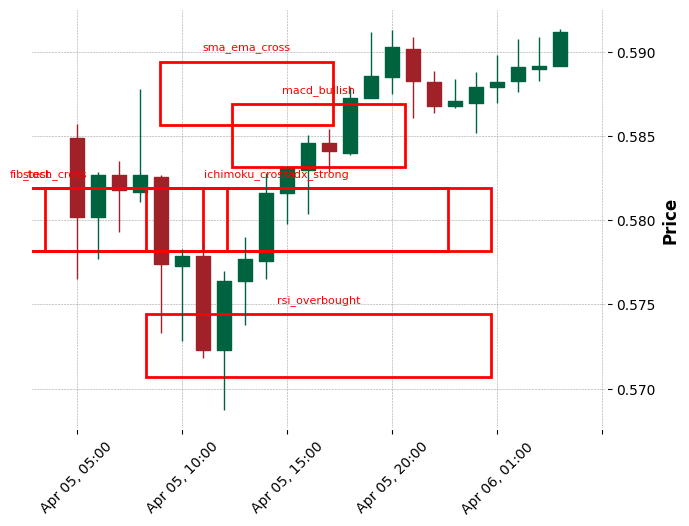 sma_ema_cross
0.590
macd_bullish
0.585
ichimoku_cross
adx_strong
0.580
Price
rsi_overbought
0.575
0.570
Apr 05, 05:00
Apr 05, 10:00
Apr 05, 15:00
Apr 05, 20:00
Apr 06, 01:00